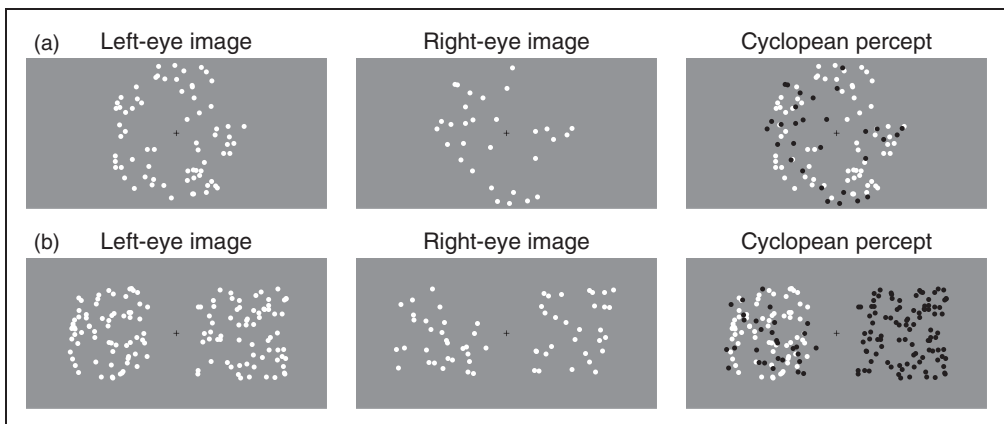 (a) Left-eye image Right-eye image Cyclopean percept
(b) Left-eye image Right-eye image Cyclopean percept